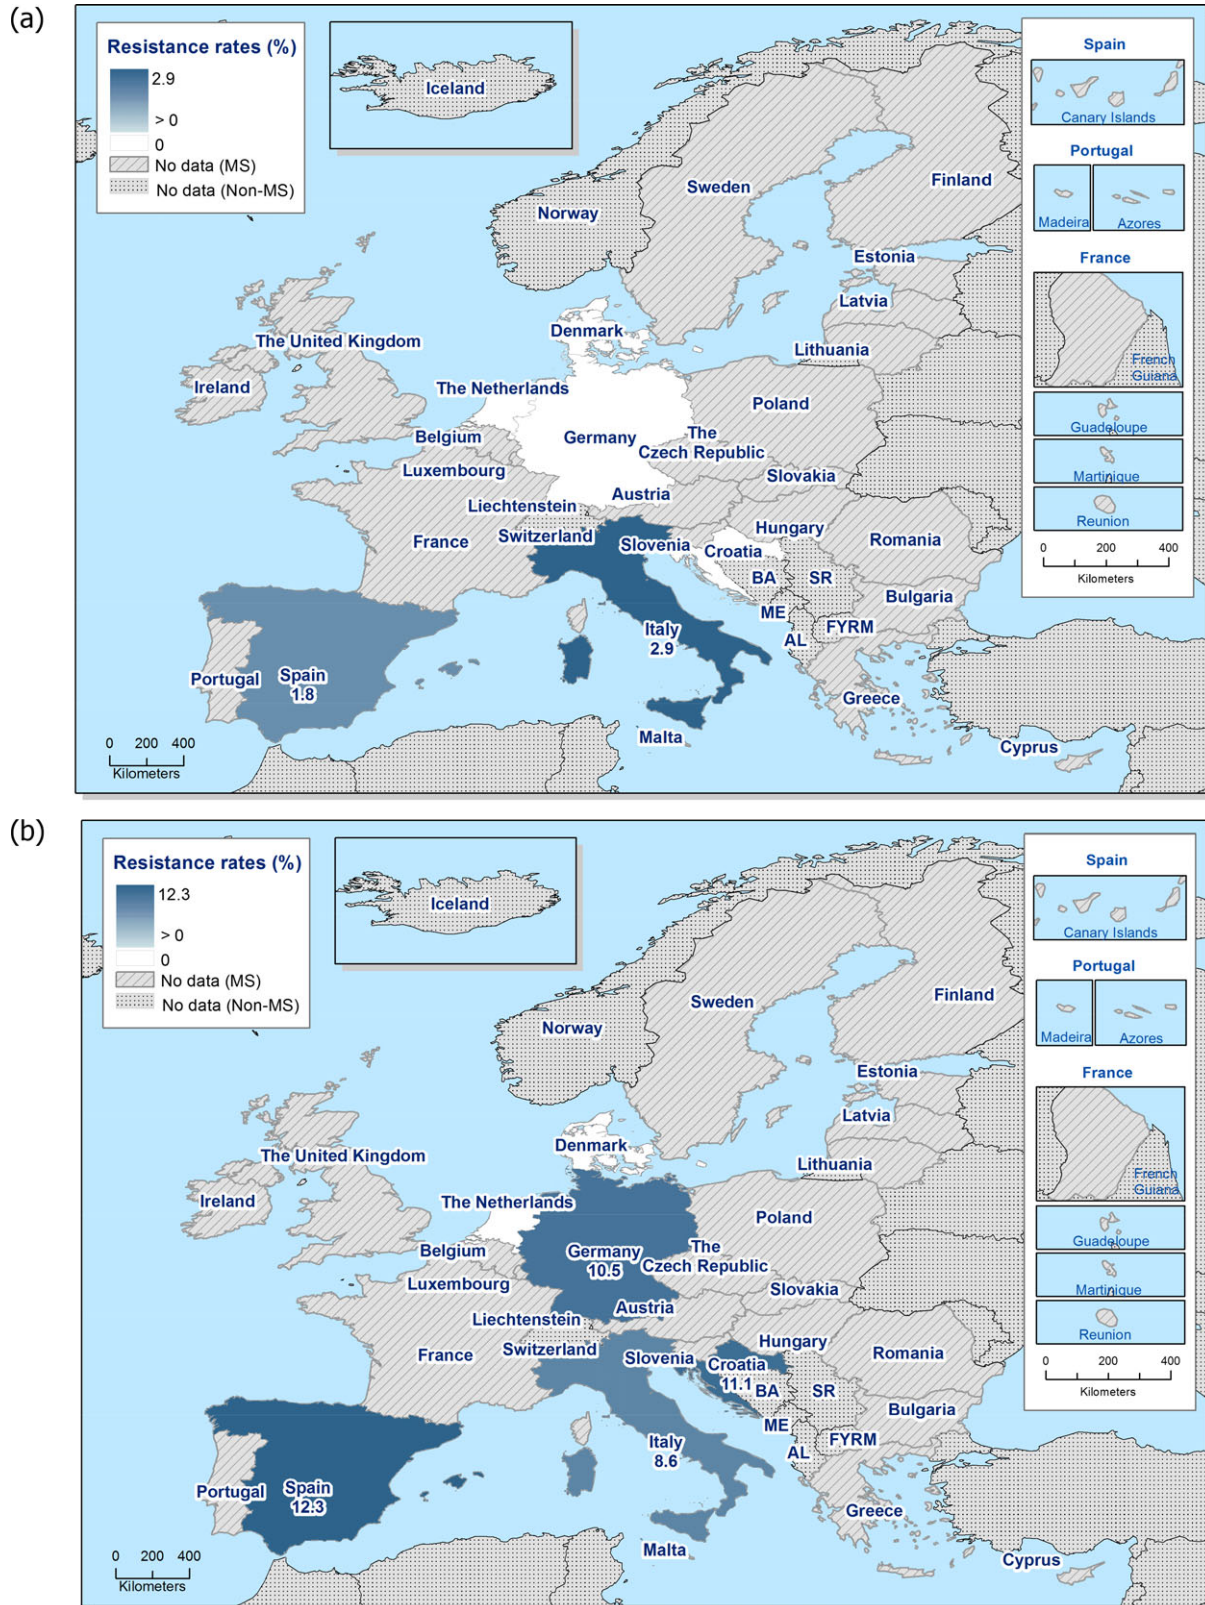 (a)
Resistance rates (%)
2.9
> 0
0
No data (MS)
No data (Non-MS)
Iceland
Spain
Canary Islands
Portugal
Madeira
Azores
France
French
Guiana
Guadeloupe
Martinique
Reunion
0 200 400
Kilometers
Sweden
Finland
Norway
Estonia
Latvia
Denmark
Lithuania
The United Kingdom
Ireland
The Netherlands
Poland
Belgium
Germany
The
Czech Republic
Luxembourg
Slovakia
Liechtenstein
Austria
Switzerland
France
Slovenia
Hungary
Croatia
Romania
BA
SR
Bulgaria
ME
Italy
2.9
AL
FYRM
Spain
1.8
Portugal
Greece
Malta
Cyprus
0 200 400
Kilometers
(b)
Resistance rates (%)
12.3
> 0
0
No data (MS)
No data (Non-MS)
Iceland
Spain
Canary Islands
Portugal
Madeira
Azores
France
French
Guiana
Guadeloupe
Martinique
Reunion
0 200 400
Kilometers
Sweden
Finland
Norway
Estonia
Latvia
Denmark
Lithuania
The United Kingdom
Ireland
The Netherlands
Poland
Belgium
Germany
10.5
The
Czech Republic
Luxembourg
Slovakia
Liechtenstein
Austria
Switzerland
France
Slovenia
Hungary
Croatia
11.1
Romania
BA
SR
Bulgaria
ME
Italy
8.6
AL
FYRM
Spain
12.3
Portugal
Greece
Malta
Cyprus
0 200 400
Kilometers